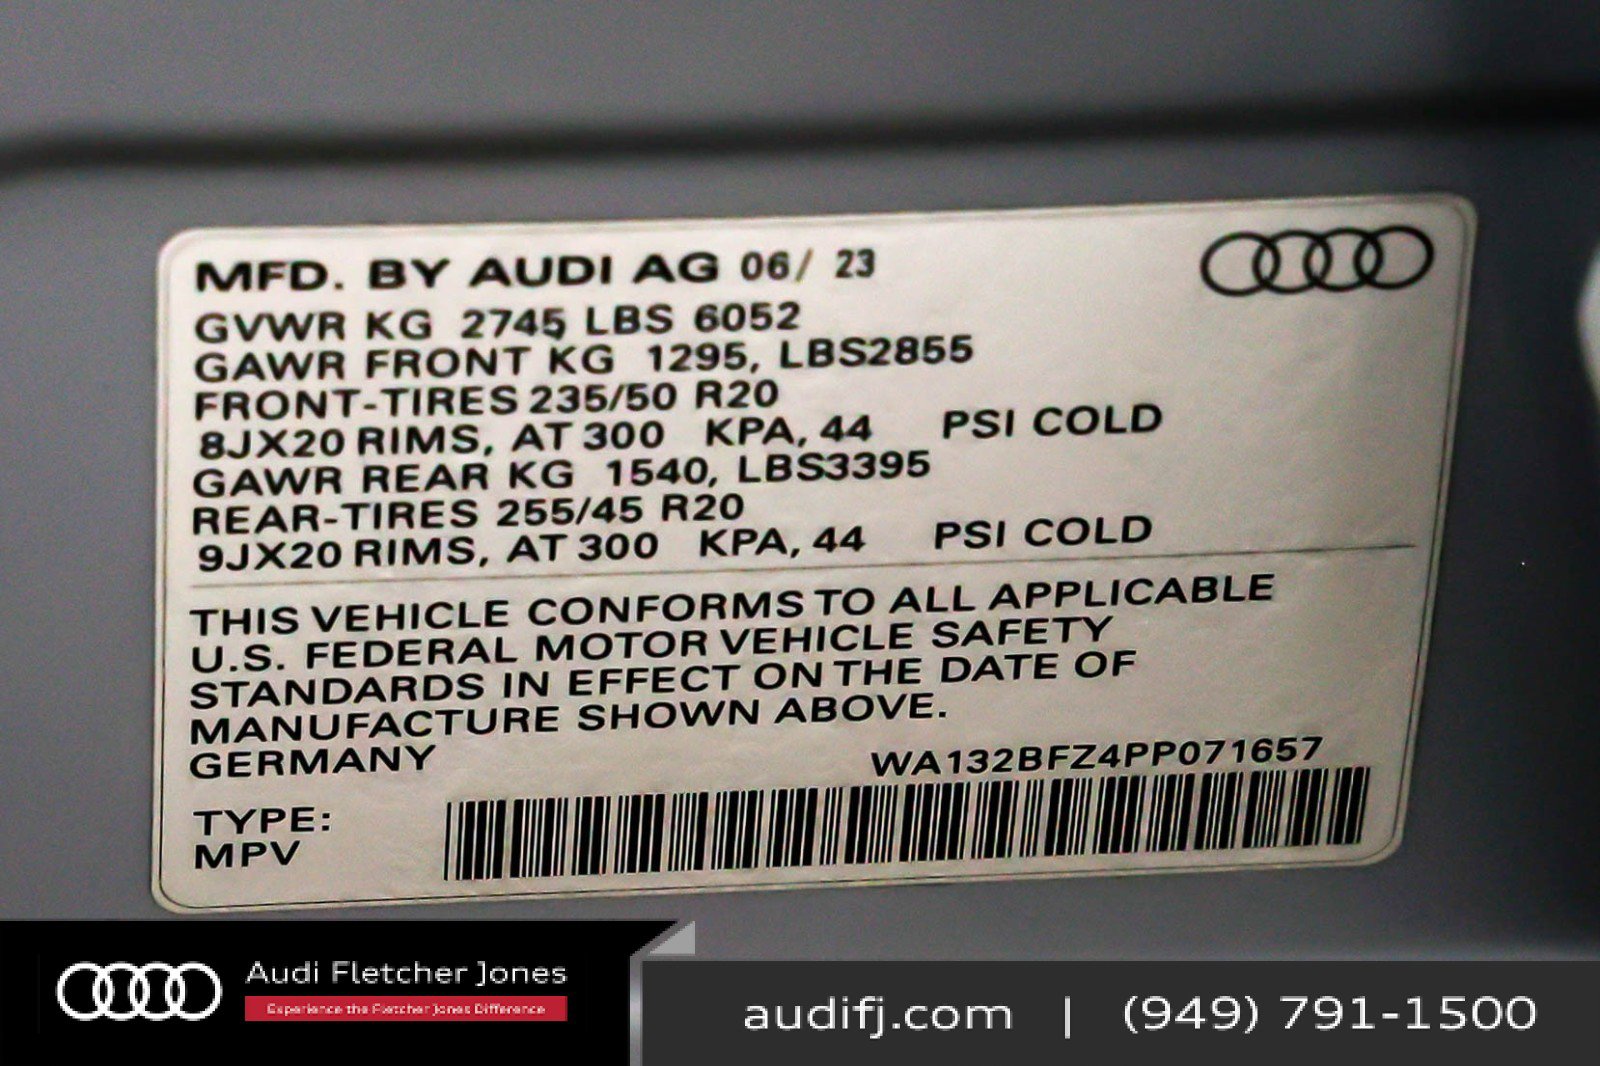 MFD. BY AUDI AG 06/ 23
GVWR KG 2745 LBS 6052
GAWR FRONT KG 1295, LBS2855
FRONT-TIRES 235/50 R20
8JX20 RIMS, AT 300 KPA, 44 PSI COLD
GAWR REAR KG 1540, LBS3395
REAR-TIRES 255/45 R20
9JX20 RIMS, AT 300 KPA, 44 PSI COLD
THIS VEHICLE CONFORMS TO ALL APPLICABLE
U.S. FEDERAL MOTOR VEHICLE SAFETY
STANDARDS IN EFFECT ON THE DATE OF
MANUFACTURE SHOWN ABOVE.
GERMANY WA132BFZ4PP071657
TYPE:
MPV
Audi Fletcher Jones
Experience the Fletcher Jones Difference
audifj.com | (949) 791-1500